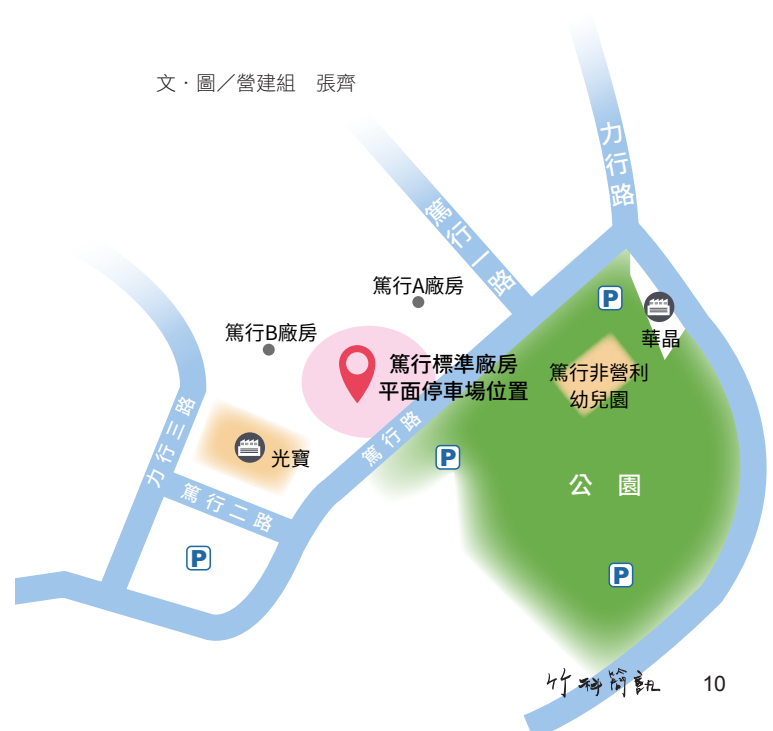 文・圖／營建組　張齊
力行路
篤行一路
篤行A廠房
P
華晶
篤行B廠房
篤行標準廠房
平面停車場位置
篤行非營利
幼兒園
力行三路
光寶
篤行路
P
公園
篤行二路
P
P
竹科簡訊
10